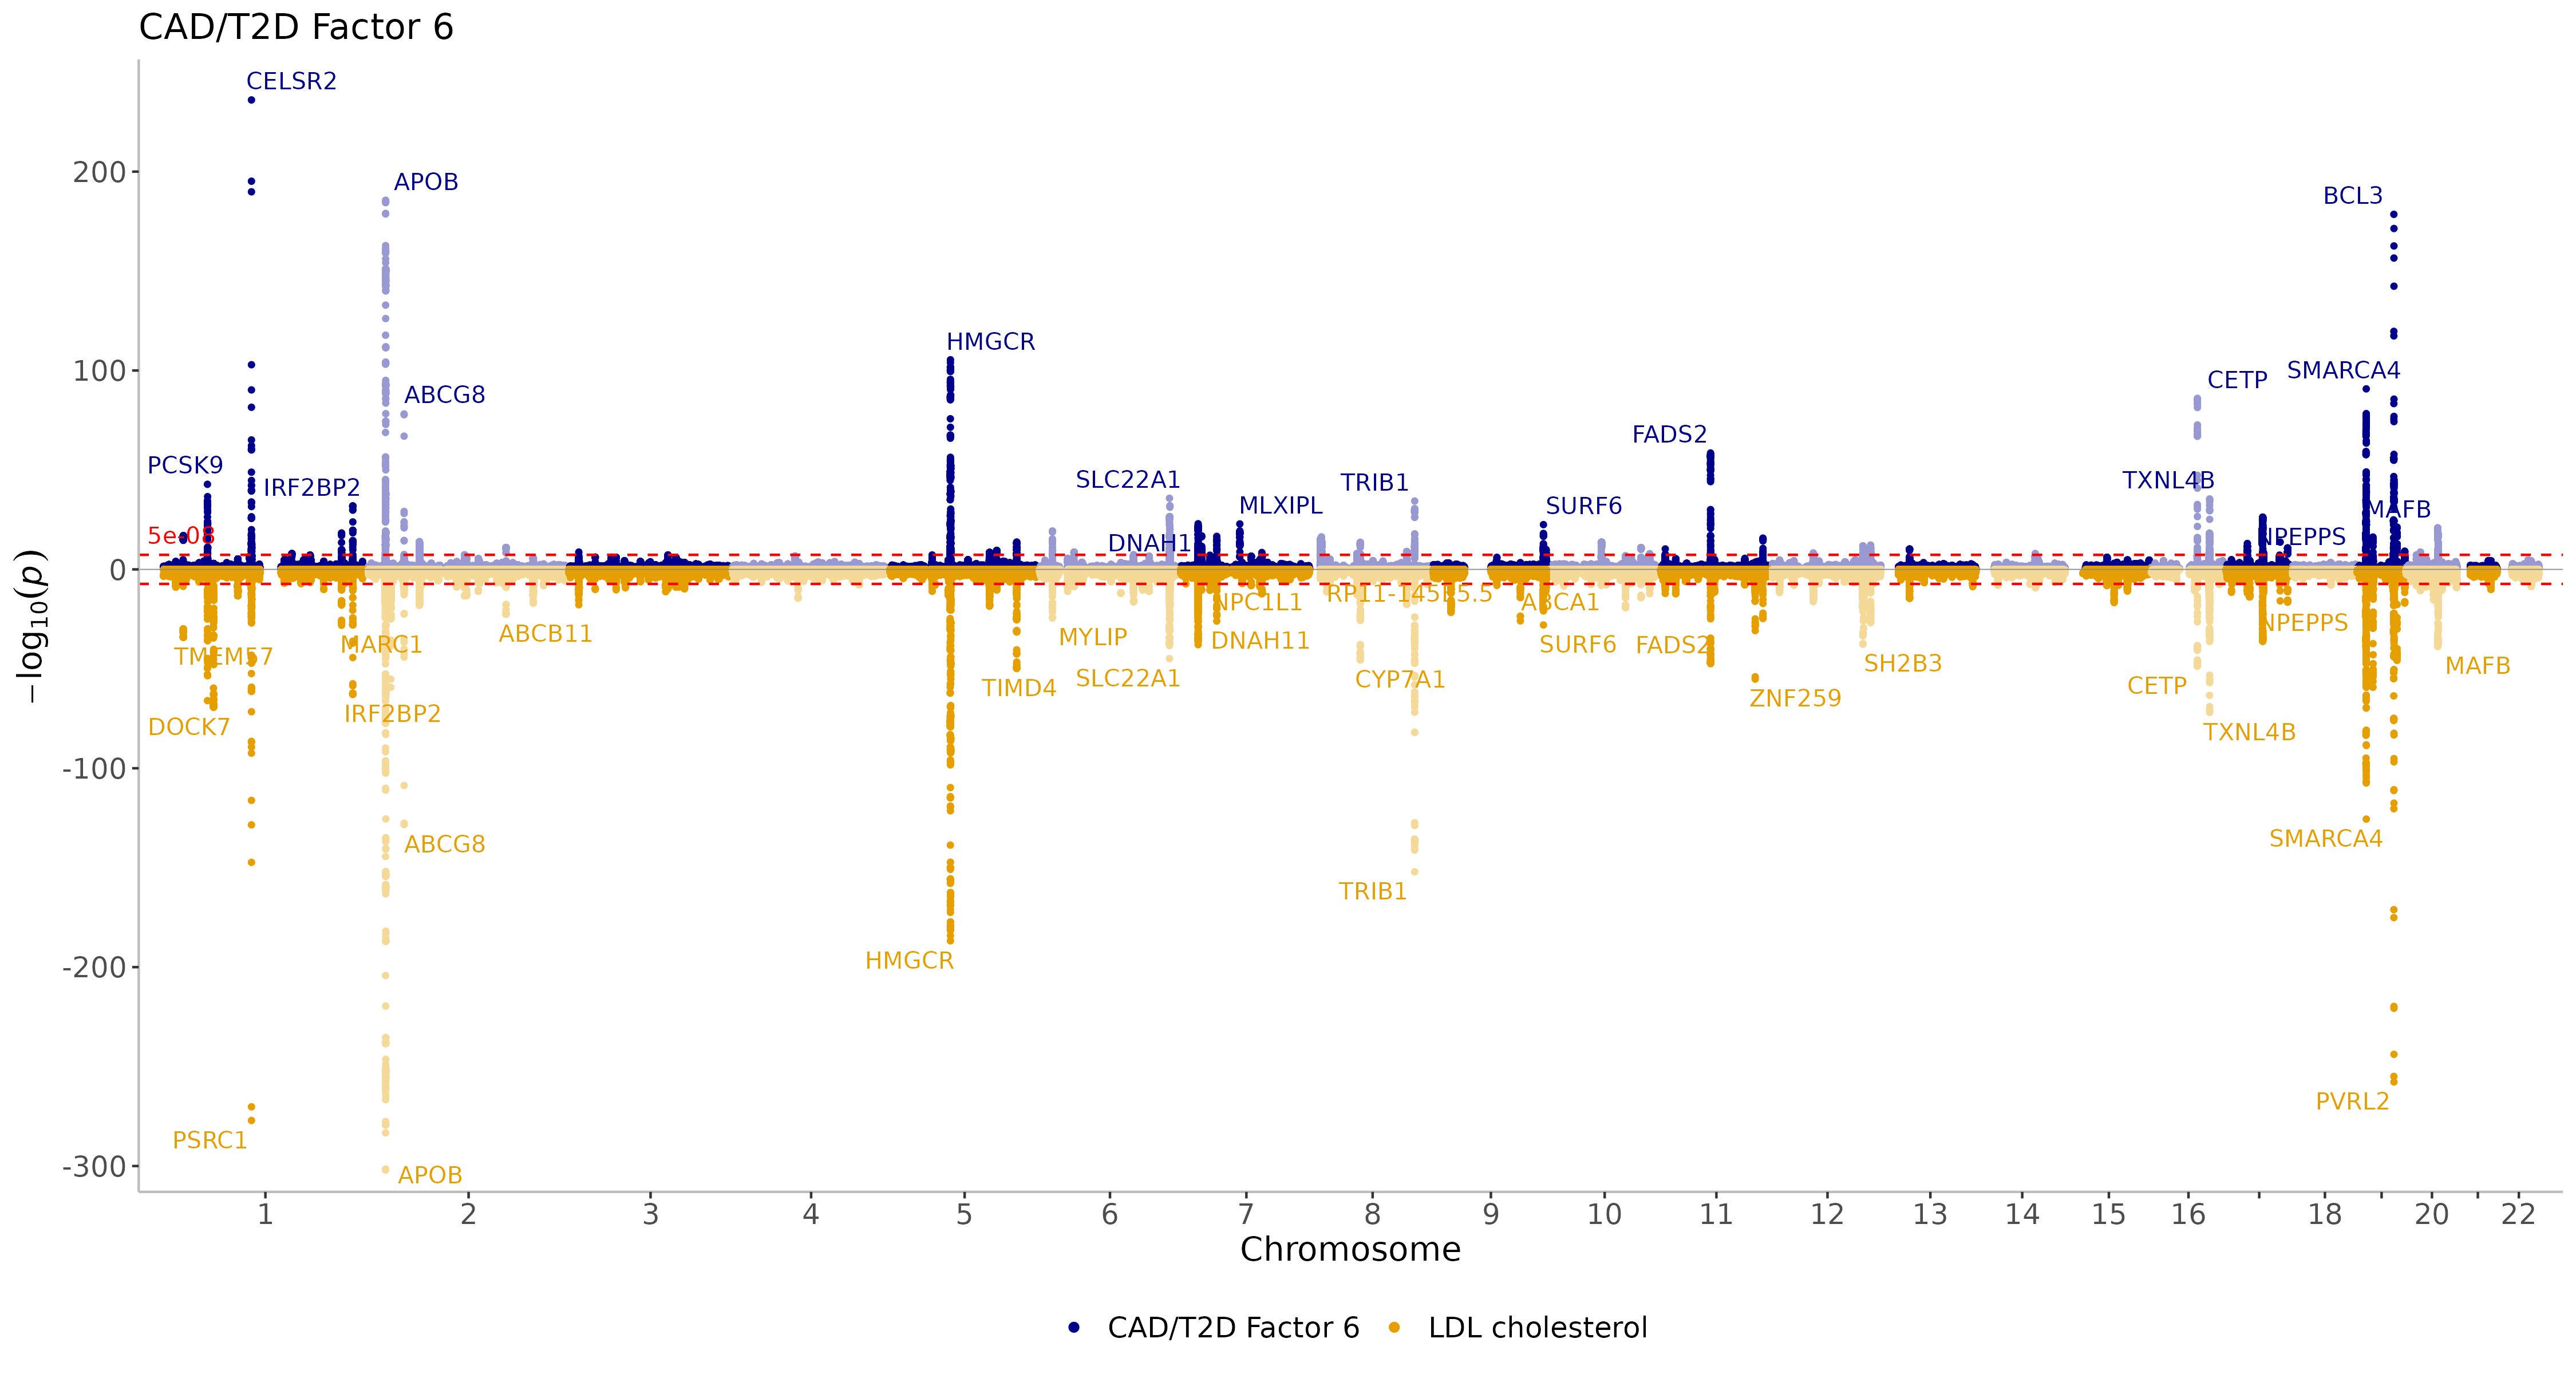 CAD/T2D Factor 6
CELSR2
APOB
BCL3
HMGCR
SMARCA4
CETP
ABCG8
FADS2
PCSK9
IRF2BP2
SLC22A1
TRIB1
TXNL4B
MLXIPL
SURF6
MAFB
5e-08
DNAH11
NPEPPS
200
100
0
-100
-200
-300
−log10(p)
NPC1L1
RP11-145E5.5
ABCA1
TMEM57
MARC1
ABCB11
MYLIP
DNAH11
SURF6
FADS2
NPEPPS
SH2B3
MAFB
SLC22A1
CYP7A1
CETP
TIMD4
ZNF259
DOCK7
IRF2BP2
TXNL4B
ABCG8
SMARCA4
TRIB1
HMGCR
PVRL2
PSRC1
APOB
1 2 3 4 5 6 7 8 9 10 11 12 13 14 15 16 18 20 22
Chromosome
CAD/T2D Factor 6 LDL cholesterol